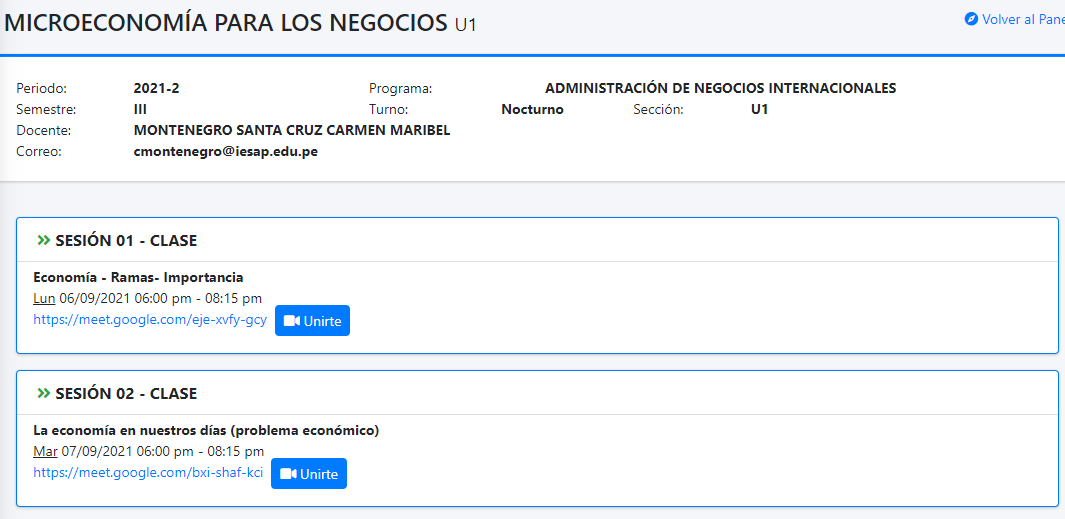 MICROECONOMÍA PARA LOS NEGOCIOS U1
Volver al Pane
Periodo: 2021-2 Programa: ADMINISTRACIÓN DE NEGOCIOS INTERNACIONALES
Semestre: III Turno: Nocturno Sección: U1
Docente: MONTENEGRO SANTA CRUZ CARMEN MARIBEL
Correo: cmontenegro@iesap.edu.pe
SESIÓN 01 - CLASE
Economía - Ramas- Importancia
Lun 06/09/2021 06:00 pm - 08:15 pm
https://meet.google.com/eje-xvfy-gcy Unirte
SESIÓN 02 - CLASE
La economía en nuestros días (problema económico)
Mar 07/09/2021 06:00 pm - 08:15 pm
https://meet.google.com/bxi-shaf-kci Unirte